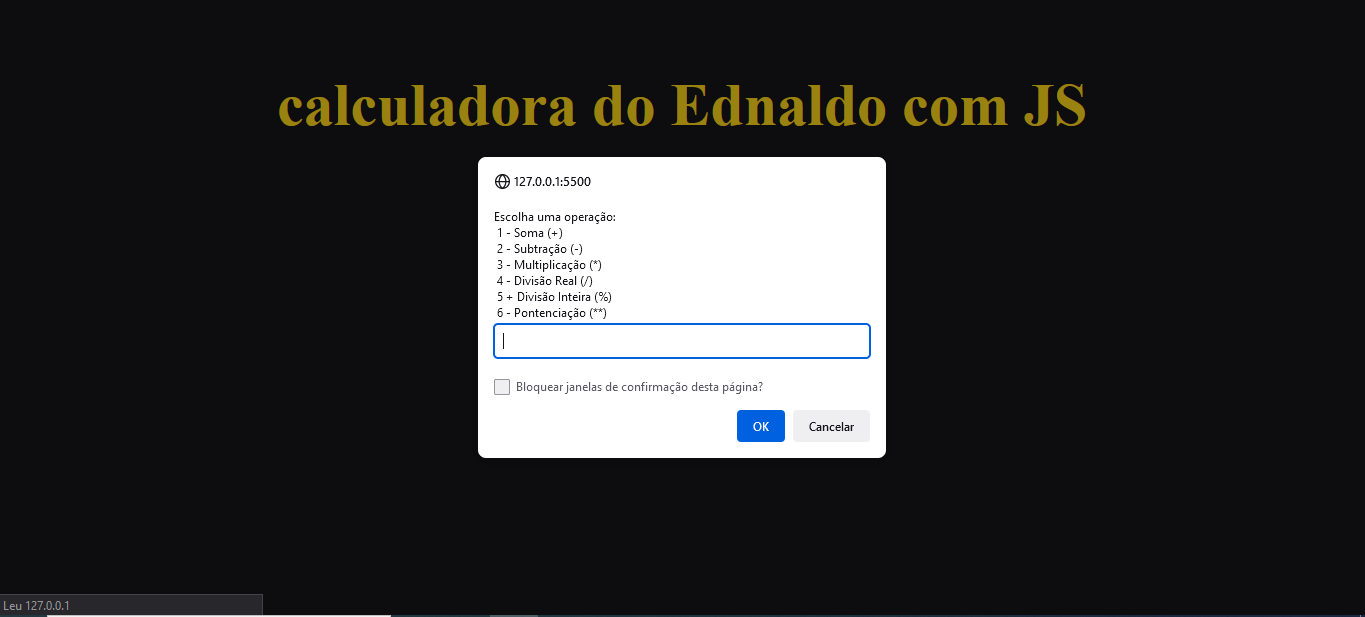 calculadora do Ednaldo com JS
127.0.0.1:5500
Escolha uma operação:
1 - Soma (+)
2 - Subtração (-)
3 - Multiplicação (*)
4 - Divisão Real (/)
5 + Divisão Inteira (%)
6 - Pontenciação (**)
Bloquear janelas de confirmação desta página?
OK Cancelar
Leu 127.0.0.1